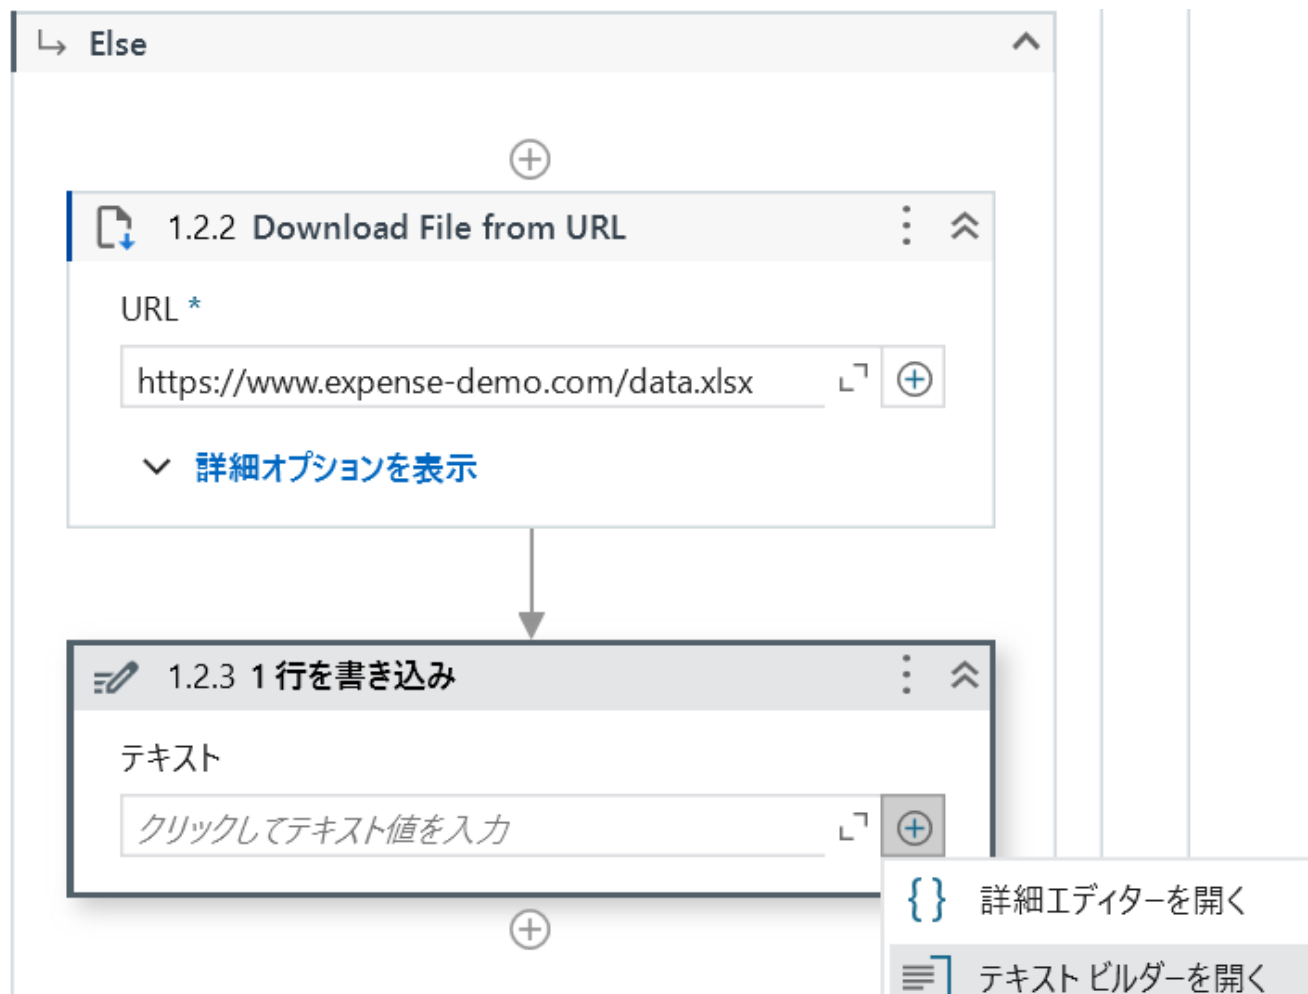 Else
1.2.2 Download File from URL
URL *
https://www.expense-demo.com/data.xlsx
詳細オプションを表示
1.2.3 1 行を書き込み
テキスト
クリックしてテキスト値を入力
詳細エディターを開く
テキスト ビルダーを開く